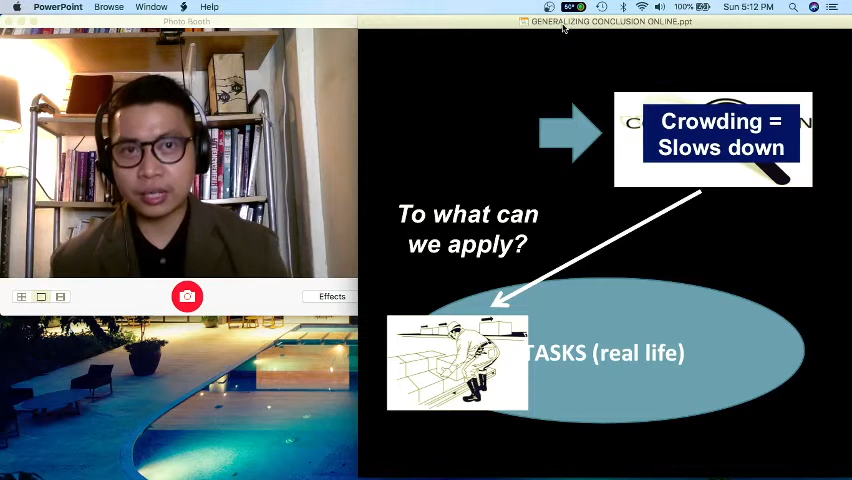 PowerPoint Browse Window Help
50° 100% Sun 5:12 PM
Photo Booth
GENERALIZING CONCLUSION ONLINE.ppt
Crowding =
Slows down
To what can
we apply?
Effects
TASKS (real life)